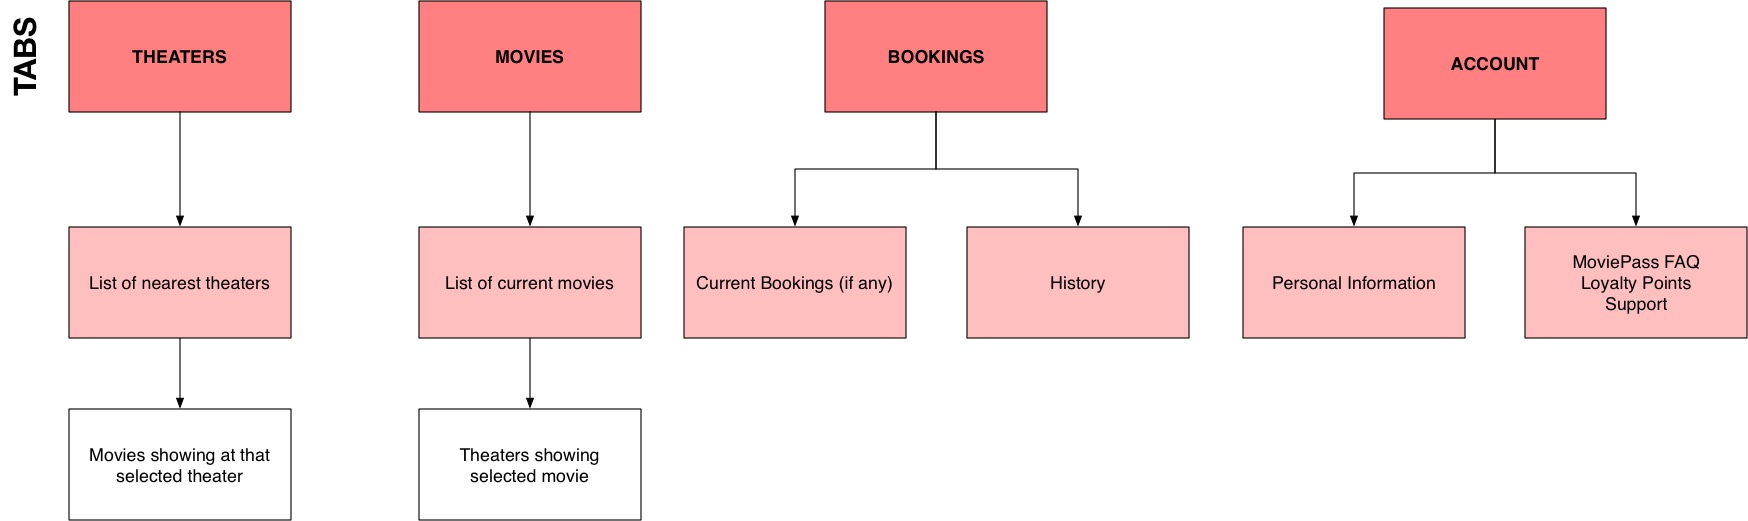 TABS
THEATERS
MOVIES
BOOKINGS
ACCOUNT
List of nearest theaters
List of current movies
Current Bookings (if any)
History
Personal Information
MoviePass FAQ
Loyalty Points
Support
Movies showing at that
selected theater
Theaters showing
selected movie